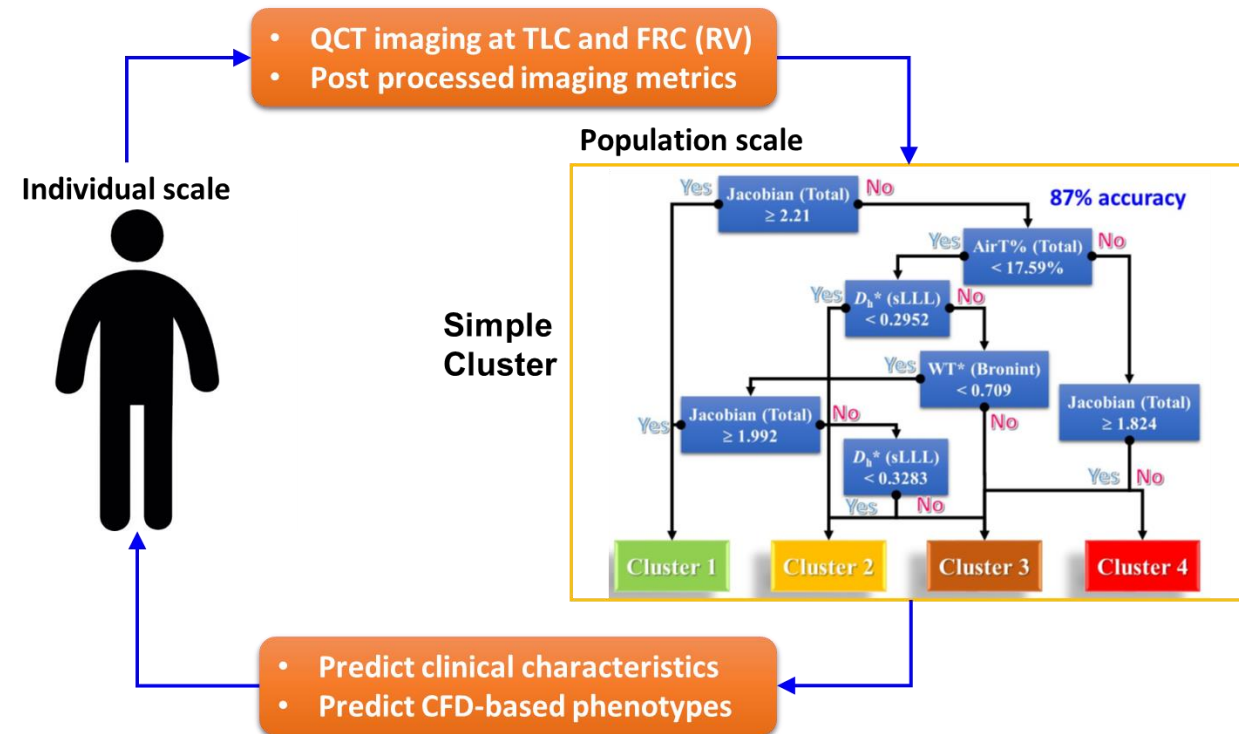 • QCT imaging at TLC and FRC (RV)
• Post processed imaging metrics
Population scale
Individual scale
Yes
Jacobian (Total)
≥ 2.21
No
87% accuracy
Yes
AirT% (Total)
< 17.59%
No
Yes
Dh* (sLLL)
< 0.2952
No
Simple
Cluster
Yes
WT* (Bronint)
< 0.709
No
Yes
Jacobian (Total)
≥ 1.992
No
Jacobian (Total)
≥ 1.824
Dh* (sLLL)
< 0.3283
Yes
No
Yes
No
Cluster 1
Cluster 2
Cluster 3
Cluster 4
• Predict clinical characteristics
• Predict CFD-based phenotypes